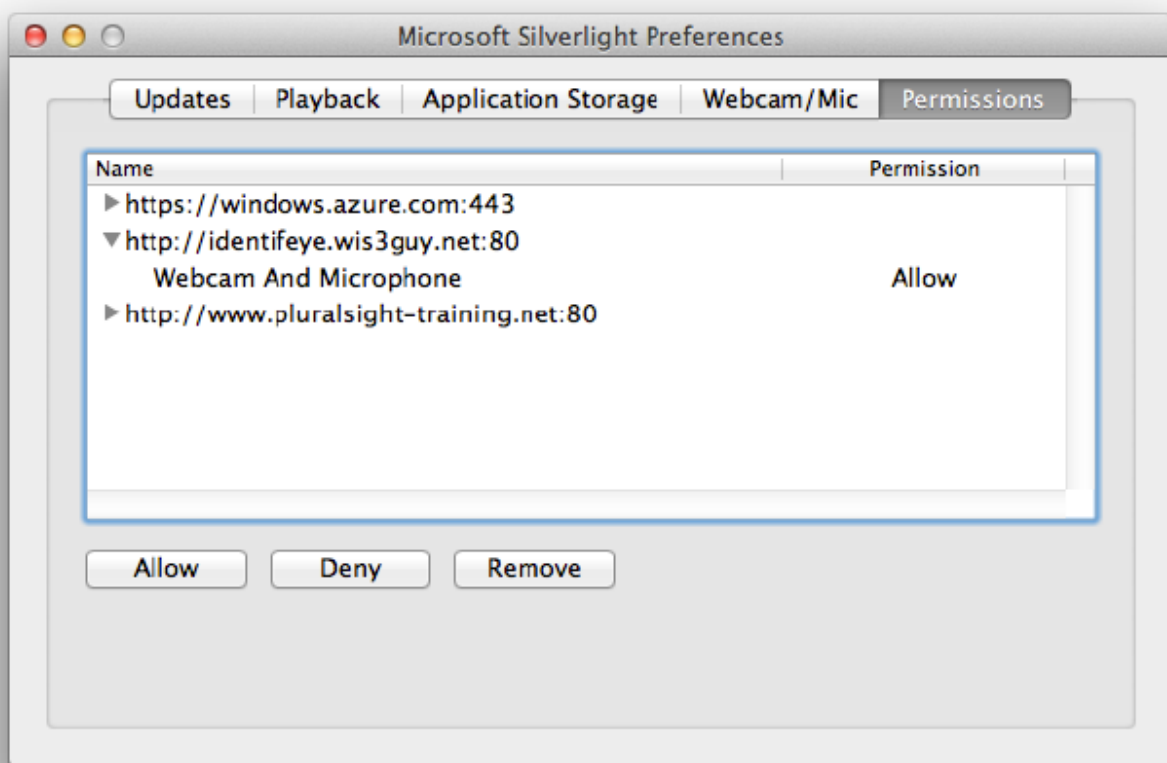 Microsoft Silverlight Preferences
Updates Playback Application Storage Webcam/Mic Permissions
Name Permission
https://windows.azure.com:443
http://identifeye.wis3guy.net:80
Webcam And Microphone Allow
http://www.pluralsight-training.net:80
Allow Deny Remove